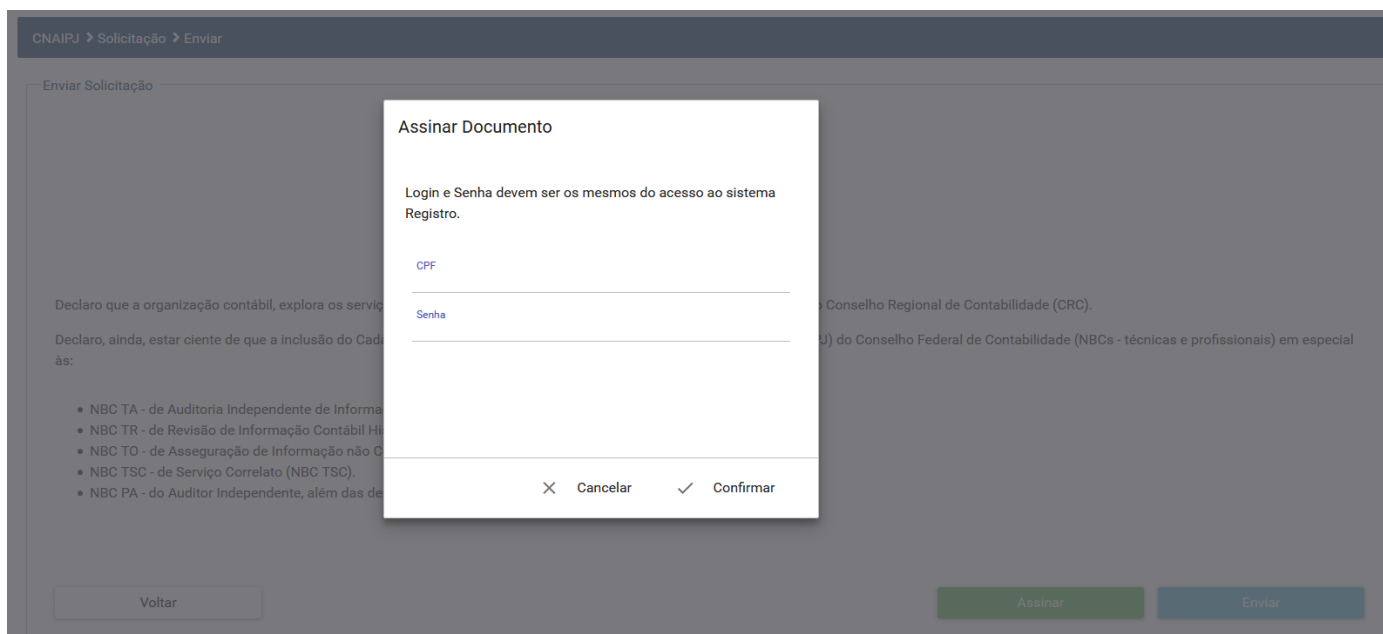 CNAIPJ > Solicitação > Enviar
Enviar Solicitação
Assinar Documento
Login e Senha devem ser os mesmos do acesso ao sistema
Registro.
CPF
Senha
Cancelar
Confirmar
Declaro que a organização contábil, explora os serviç
Conselho Regional de Contabilidade (CRC).
Declaro, ainda, estar ciente de que a inclusão do Cada
PJ) do Conselho Federal de Contabilidade (NBCs - técnicas e profissionais) em especial
às:
• NBC TA - de Auditoria Independente de Informa
• NBC TR - de Revisão de Informação Contábil Hi
• NBC TO - de Asseguração de Informação não C
• NBC TSC - de Serviço Correlato (NBC TSC).
• NBC PA - do Auditor Independente, além das de
Voltar
Assinar
Enviar